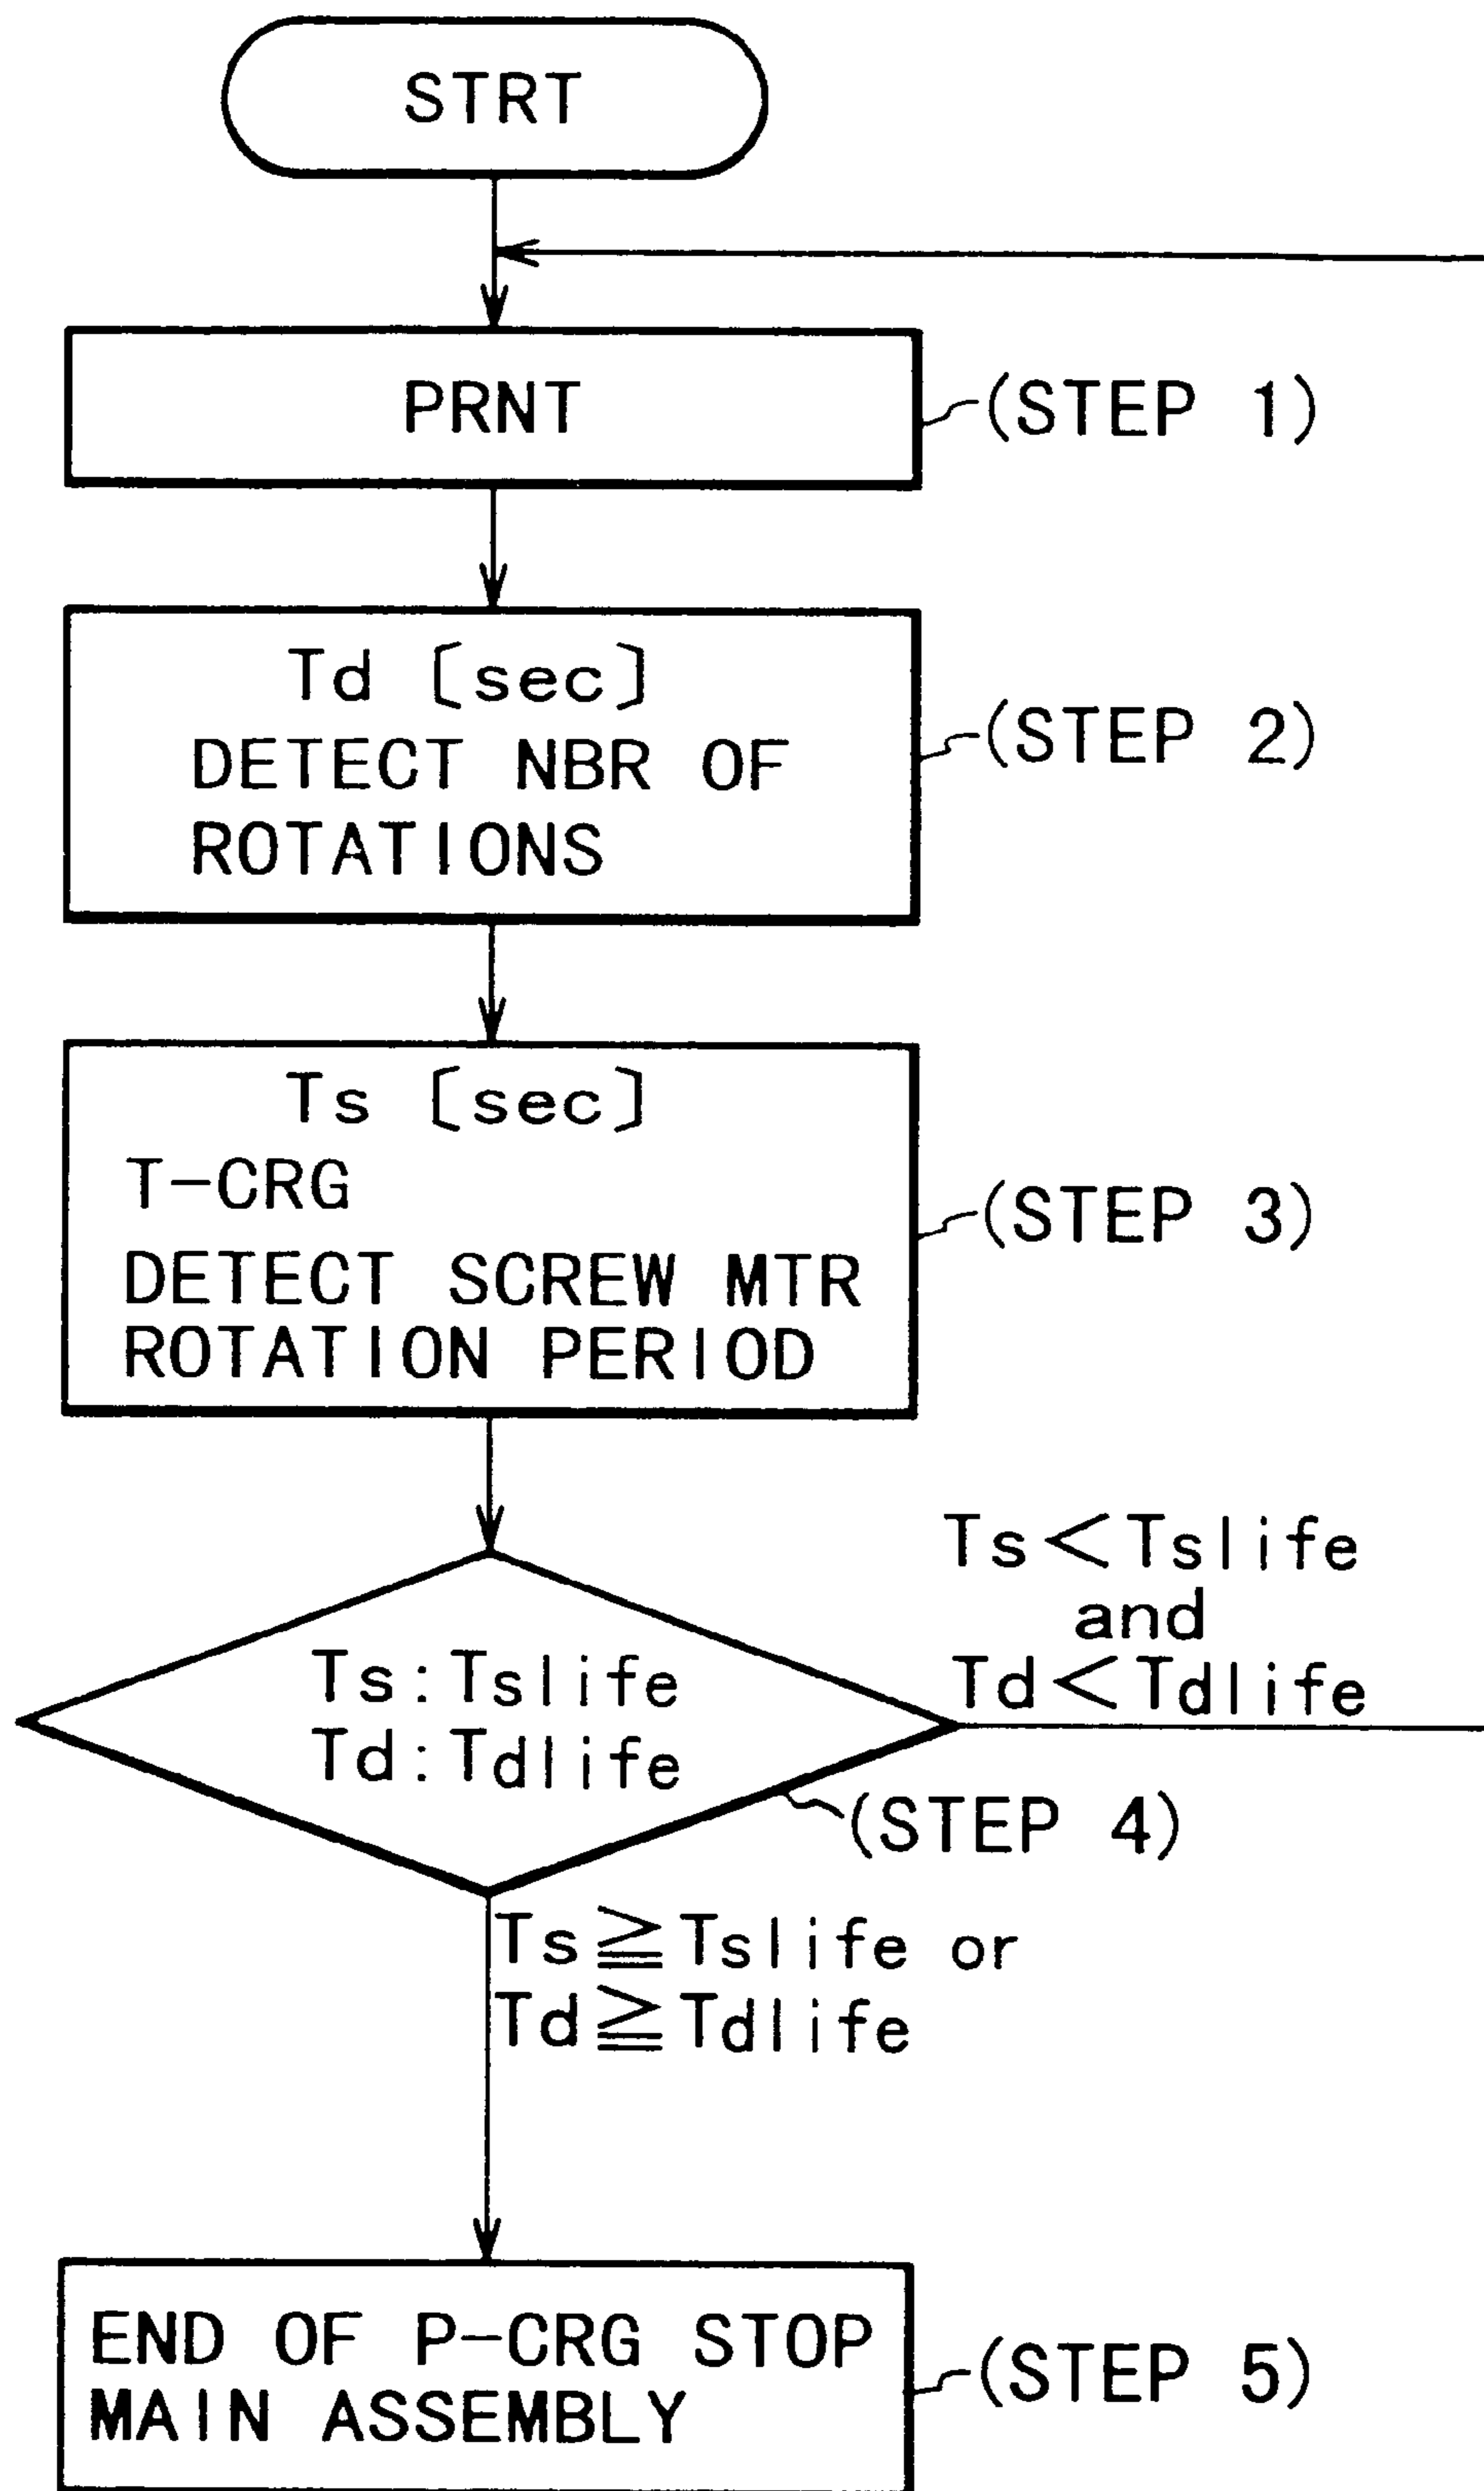 STRT
PRNT
(STEP 1)
Td [sec]
DETECT NBR OF
ROTATIONS
(STEP 2)
Ts [sec]
T-CRG
DETECT SCREW MTR
ROTATION PERIOD
(STEP 3)
Ts<Tslife
and
Td<Tdlife
Ts:Tslife
Td:Tdlife
(STEP 4)
Ts≧Tslife or
Td≧Tdlife
END OF P-CRG STOP
MAIN ASSEMBLY
(STEP 5)